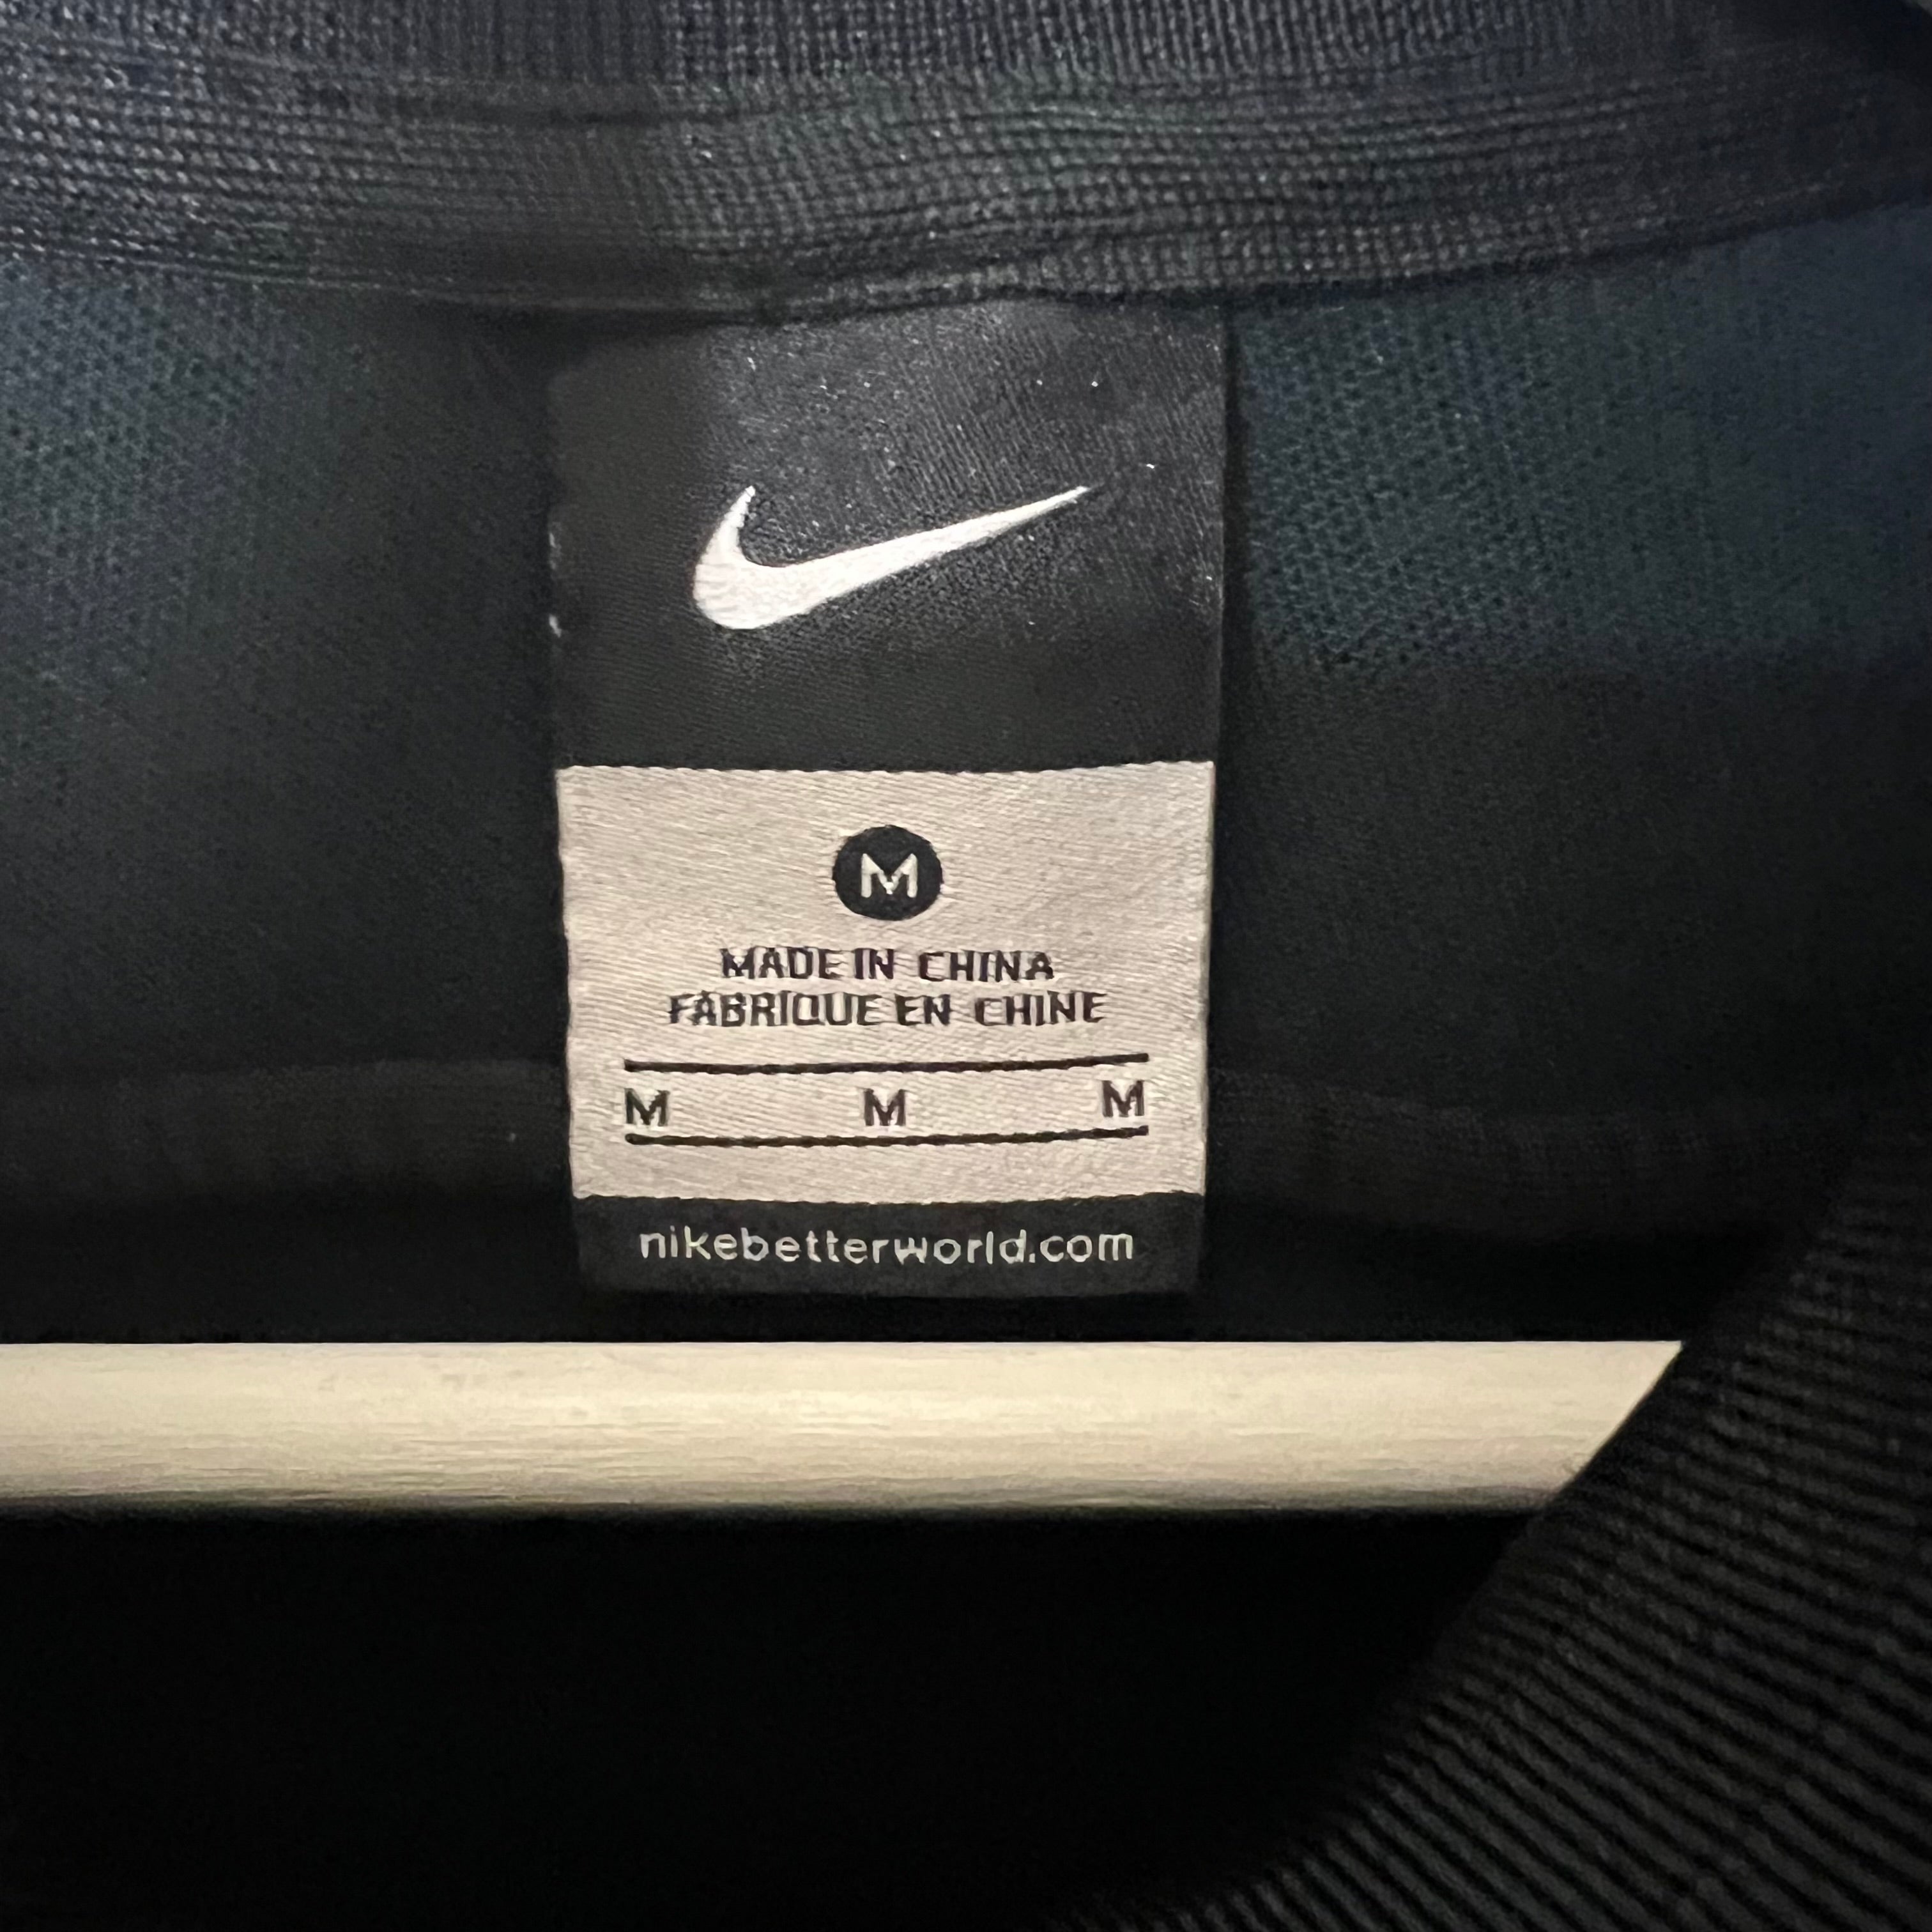 M
MADE IN CHINA
FABRIQUE EN CHINE
M M M
nikebetterworld.com